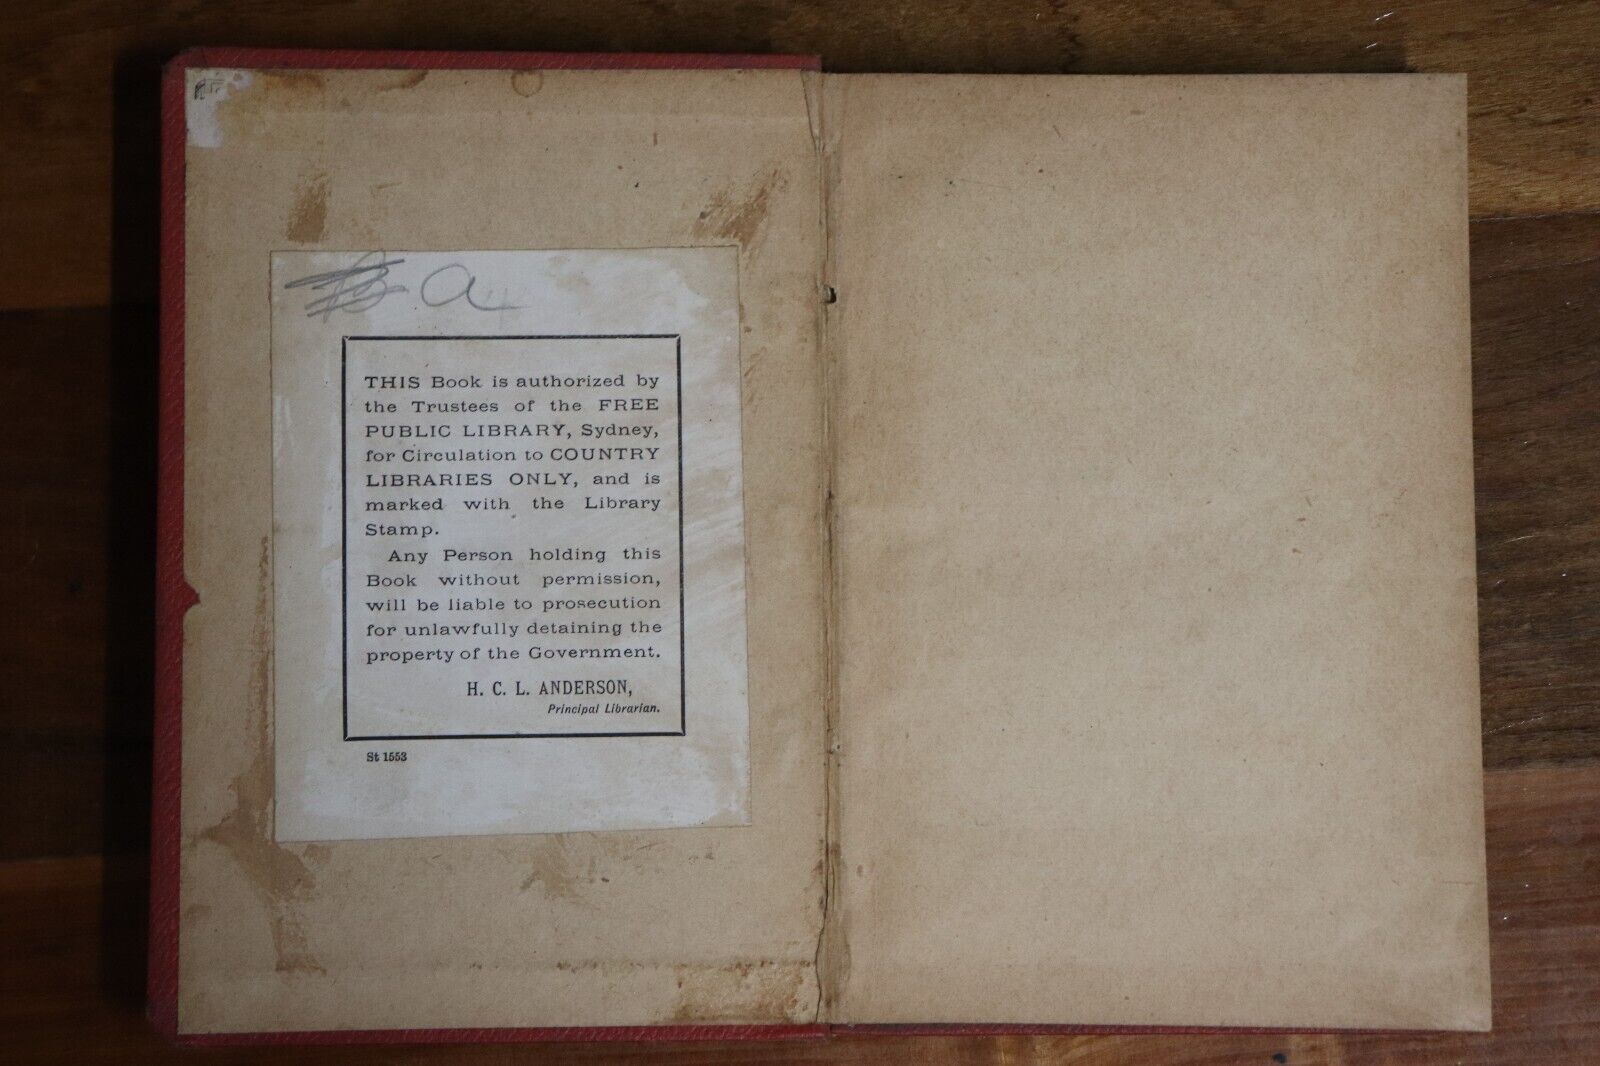 a
THIS Book is authorized by
the Trustees of the FREE
PUBLIC LIBRARY, Sydney,
for Circulation to COUNTRY
LIBRARIES ONLY, and is
marked with the Library
Stamp.
Any Person holding this
Book without permission,
will be liable to prosecution
for unlawfully detaining the
property of the Government.
H. C. L. ANDERSON,
Principal Librarian.
St 1553